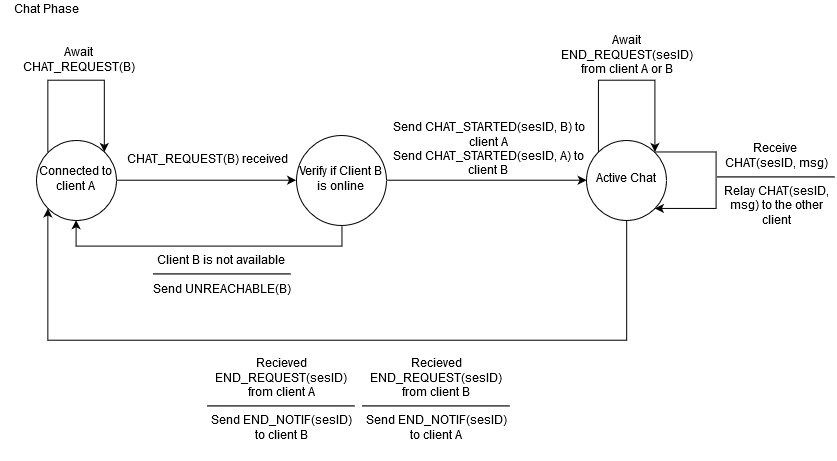 Chat Phase
Await
CHAT_REQUEST(B)
Await
END_REQUEST(sesID)
from client A or B
Connected to
client A
CHAT_REQUEST(B) received
Verify if Client B
is online
Send CHAT_STARTED(sesID, B) to
client A
Send CHAT_STARTED(sesID, A) to
client B
Active Chat
Receive
CHAT(sesID, msg)
Relay CHAT(sesID,
msg) to the other
client
Client B is not available
Send UNREACHABLE(B)
Recieved
END_REQUEST(sesID)
from client A
Send END_NOTIF(sesID)
to client B
Recieved
END_REQUEST(sesID)
from client B
Send END_NOTIF(sesID)
to client A